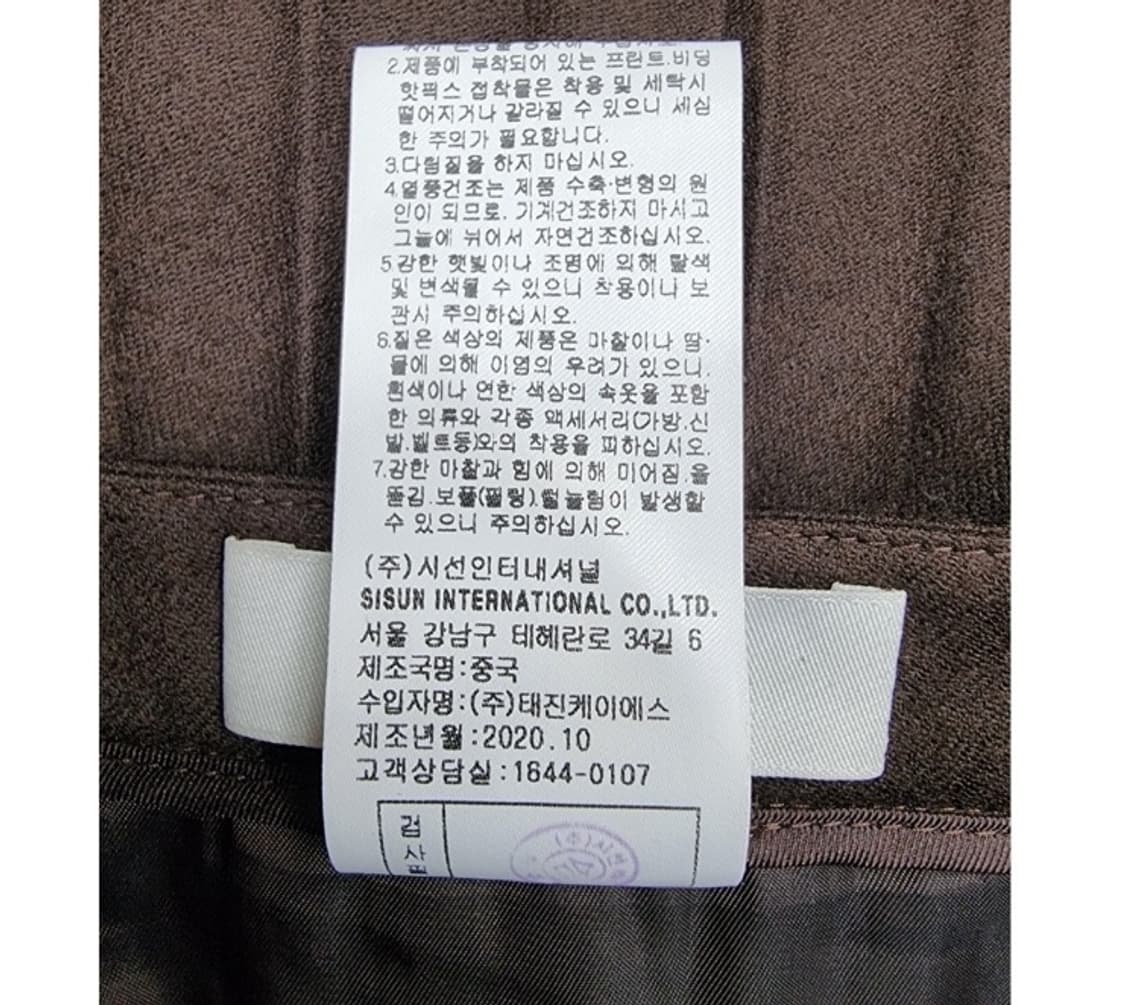 2.제품에 부착되어 있는 프린트.비딩
핫픽스 접착물은 착용 및 세탁시
떨어지거나 갈라질 수 있으니 세심
한 주의가 필요합니다.
3.다림질을 하지 마십시오.
4.열풍건조는 제품 수축·변형의 원
인이 되므로. 기계건조하지 마시고
그늘에 뉘어서 자연건조하십시오.
5강한 햇빛이나 조명에 의해 탈색
및 변색될 수 있으니 착용이나 보
관시 주의하십시오.
6.짙은 색상의 제품은 마찰이나 땀·
물에 의해 이염의 우려가 있으니.
흰색이나 연한 색상의 속옷을 포함
한 의류와 각종 액세서리(가방.신
발.벨트등)와의 착용을 피하십시오.
7.강한 마찰과 힘에 의해 미어짐.올
뜯김.보풀(필링).털눌림이 발생할
수 있으니 주의하십시오.
(주)시선인터내셔널
SISUN INTERNATIONAL CO.,LTD.
서울 강남구 테헤란로 34길 6
제조국명:중국
수입자명:(주)태진케이에스
제조년월:2020.10
고객상담실:1644-0107
검
사
(주)시선